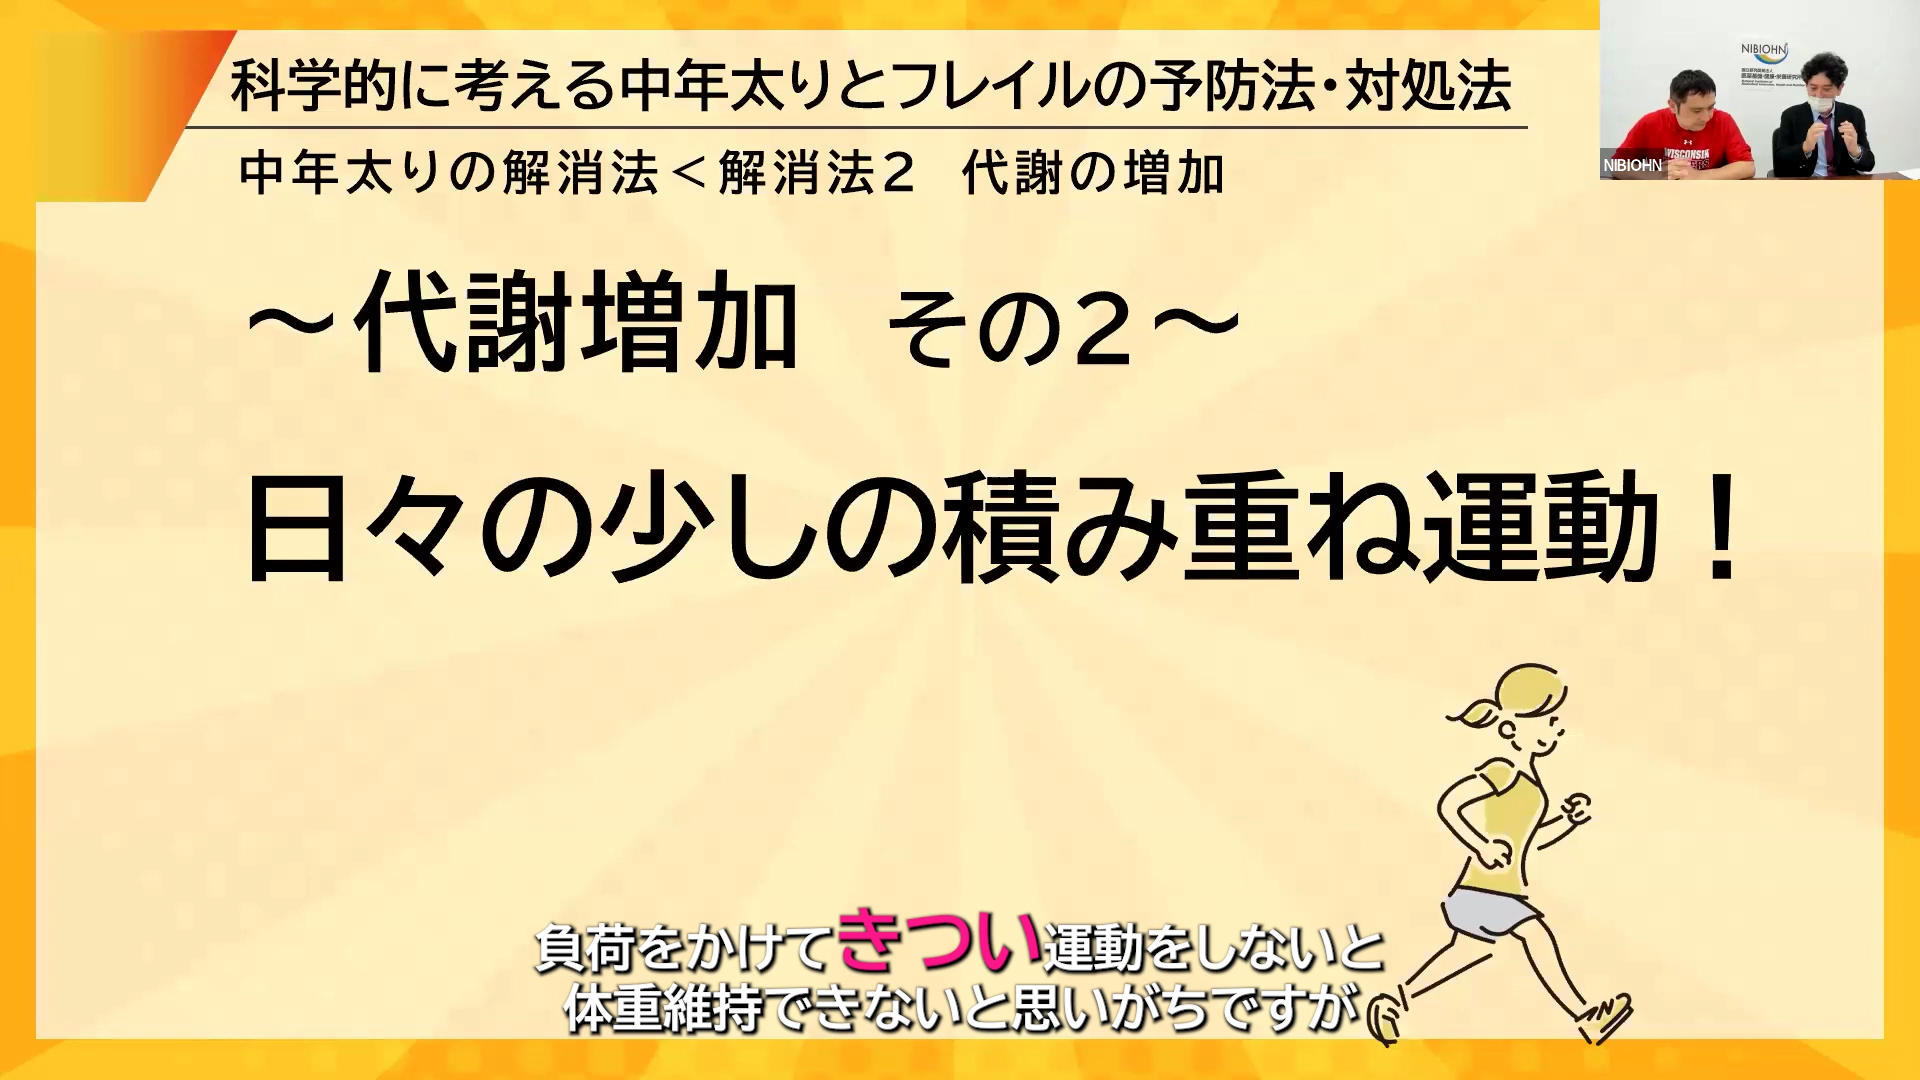 科学的に考える中年太りとフレイルの予防法・対処法
中年太りの解消法＜解消法２　代謝の増加
～代謝増加　その２～
日々の少しの積み重ね運動！
負荷をかけてきつい運動をしないと
体重維持できないと思いがちですが
NIBIOHN
WISCONSIN
NIBIOHN